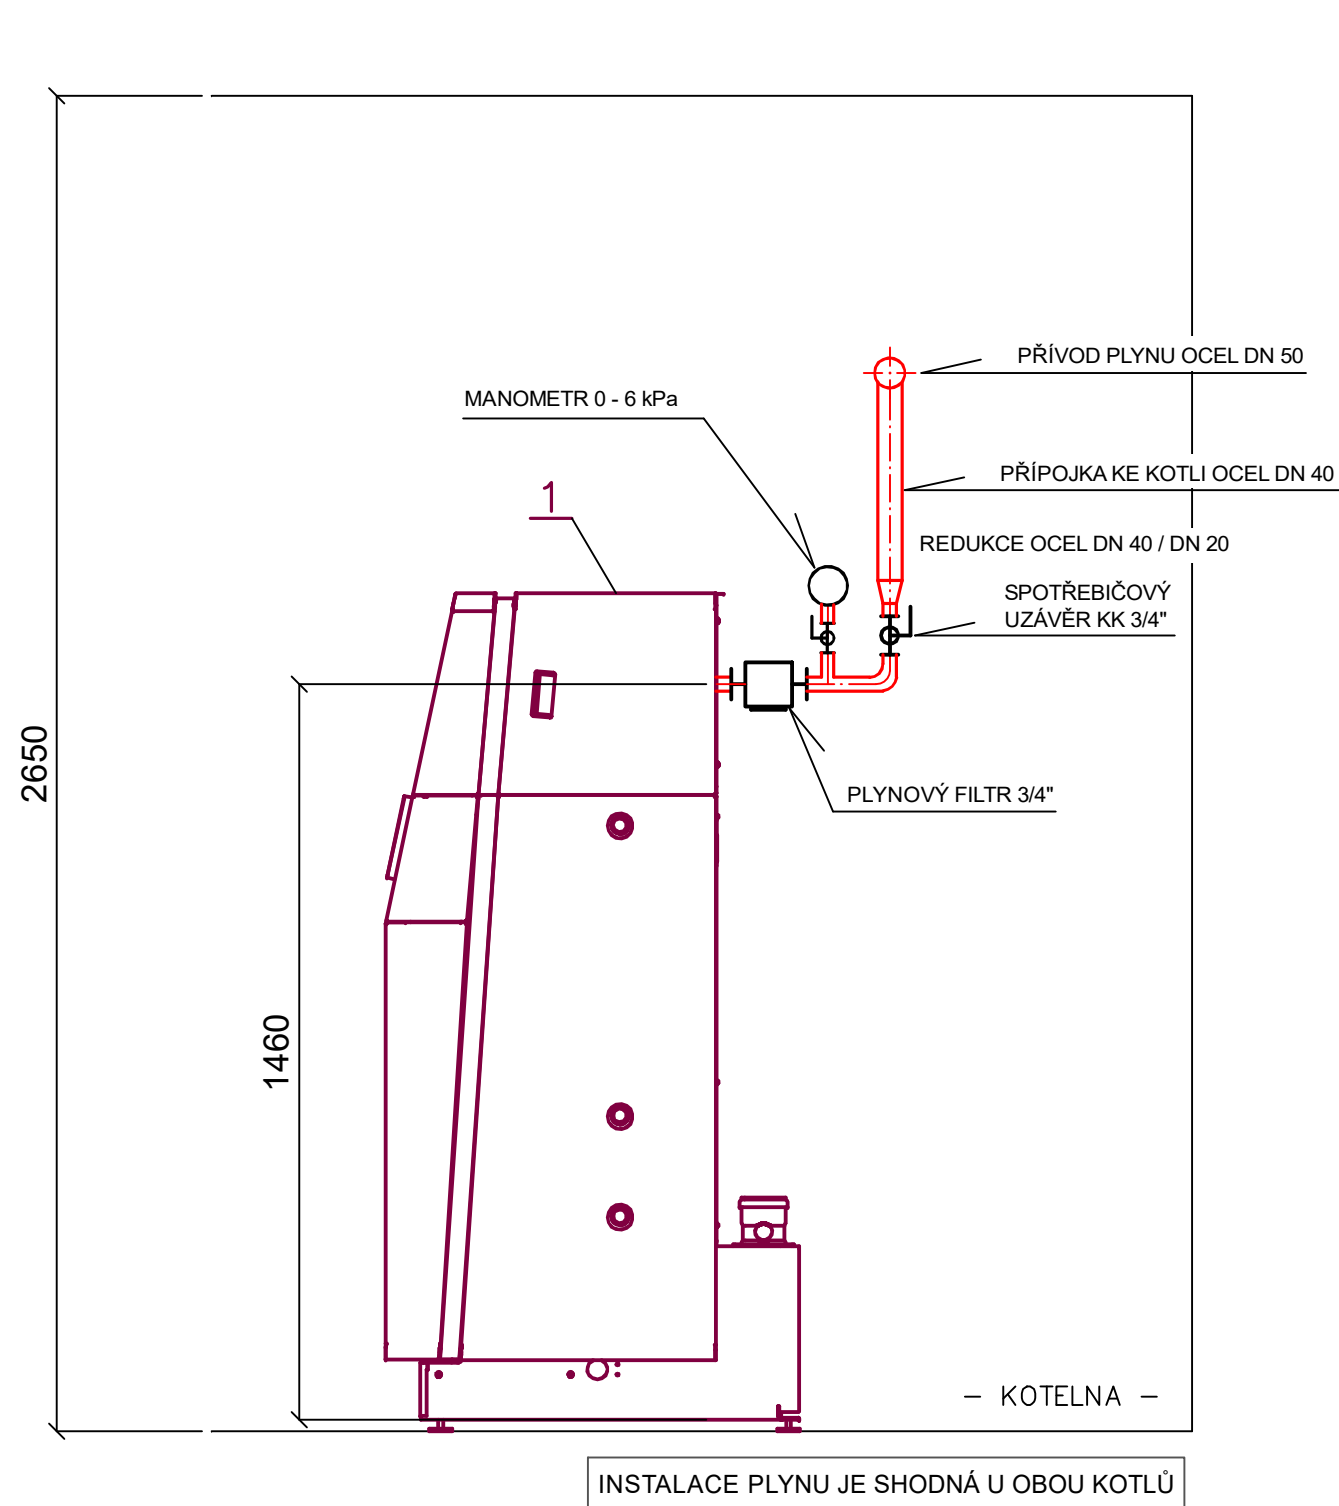 PŘÍVOD PLYNU OCEL DN 50
MANOMETR 0 - 6 kPa
PŘÍPOJKA KE KOTLI OCEL DN 40
1
REDUKCE OCEL DN 40 / DN 20
SPOTŘEBIČOVÝ
UZÁVĚR KK 3/4"
2650
PLYNOVÝ FILTR 3/4"
1460
– KOTELNA –
INSTALACE PLYNU JE SHODNÁ U OBOU KOTLŮ